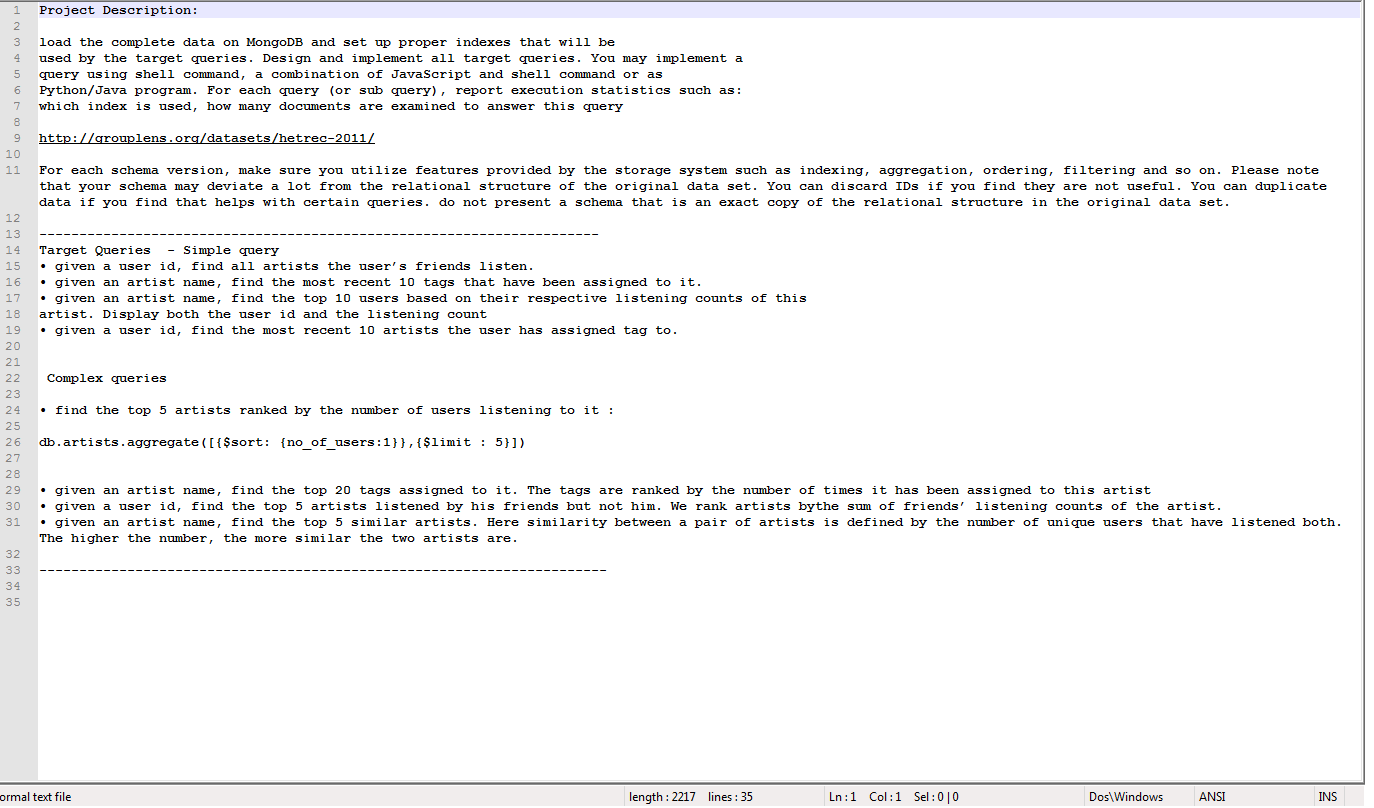 1 Project Description:
2
3 load the complete data on MongoDB and set up proper indexes that will be
4 used by the target queries. Design and implement all target queries. You may implement a
5 query using shell command, a combination of JavaScript and shell command or as
6 Python/Java program. For each query (or sub query), report execution statistics such as:
7 which index is used, how many documents are examined to answer this query
8
9 http://grouplens.org/datasets/hetrec-2011/
10
11 For each schema version, make sure you utilize features provided by the storage system such as indexing, aggregation, ordering, filtering and so on. Please note
that your schema may deviate a lot from the relational structure of the original data set. You can discard IDs if you find they are not useful. You can duplicate
data if you find that helps with certain queries. do not present a schema that is an exact copy of the relational structure in the original data set.
12
13 ----------------------------------------------------------------------
14 Target Queries  - Simple query
15 • given a user id, find all artists the user’s friends listen.
16 • given an artist name, find the most recent 10 tags that have been assigned to it.
17 • given an artist name, find the top 10 users based on their respective listening counts of this
18 artist. Display both the user id and the listening count
19 • given a user id, find the most recent 10 artists the user has assigned tag to.
20
21
22  Complex queries
23
24 • find the top 5 artists ranked by the number of users listening to it :
25
26 db.artists.aggregate([{$sort: {no_of_users:1}},{$limit : 5}])
27
28
29 • given an artist name, find the top 20 tags assigned to it. The tags are ranked by the number of times it has been assigned to this artist
30 • given a user id, find the top 5 artists listened by his friends but not him. We rank artists bythe sum of friends’ listening counts of the artist.
31 • given an artist name, find the top 5 similar artists. Here similarity between a pair of artists is defined by the number of unique users that have listened both.
The higher the number, the more similar the two artists are.
32
33 -----------------------------------------------------------------------
34
35
ormal text file length : 2217 lines : 35 Ln : 1 Col : 1 Sel : 0 | 0 Dos\Windows ANSI INS